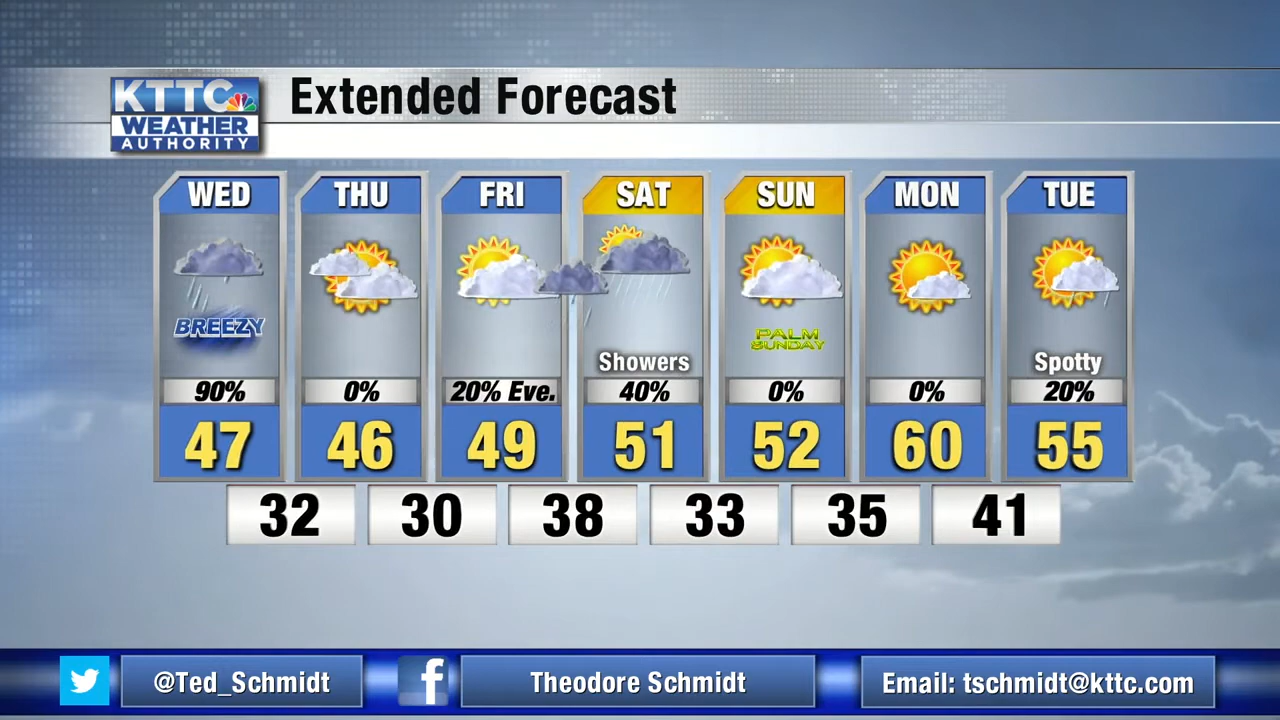 KTTC
WEATHER
AUTHORITY
Extended Forecast
WED THU FRI SAT SUN MON TUE
BREEZY
PALM
SUNDAY
Showers Spotty
90% 0% 20% Eve. 40% 0% 0% 20%
47 46 49 51 52 60 55
32 30 38 33 35 41
@Ted_Schmidt Theodore Schmidt Email: tschmidt@kttc.com